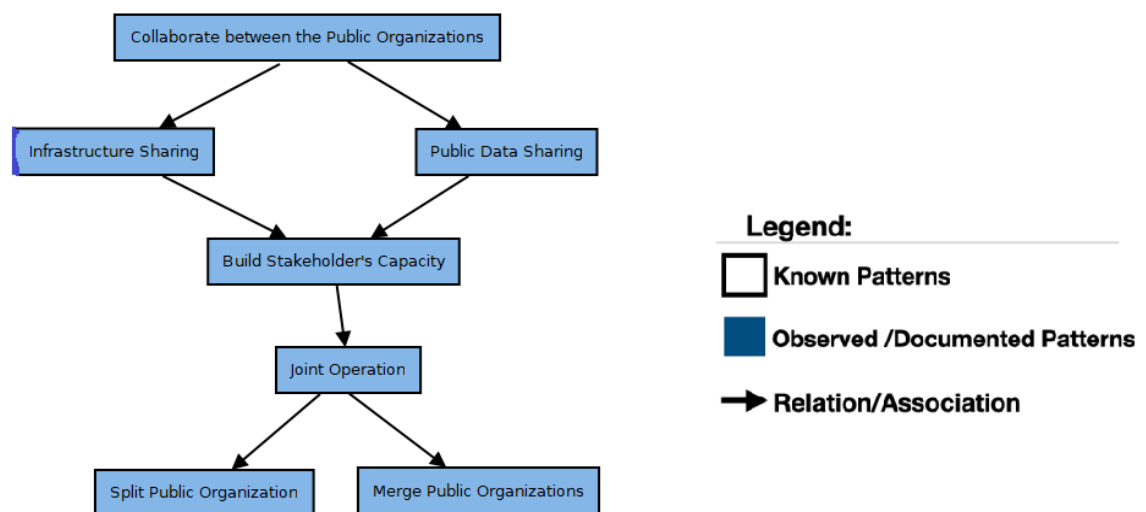 Collaborate between the Public Organizations
Infrastructure Sharing
Public Data Sharing
Build Stakeholder's Capacity
Joint Operation
Split Public Organization
Merge Public Organizations
Legend:
Known Patterns
Observed /Documented Patterns
Relation/Association